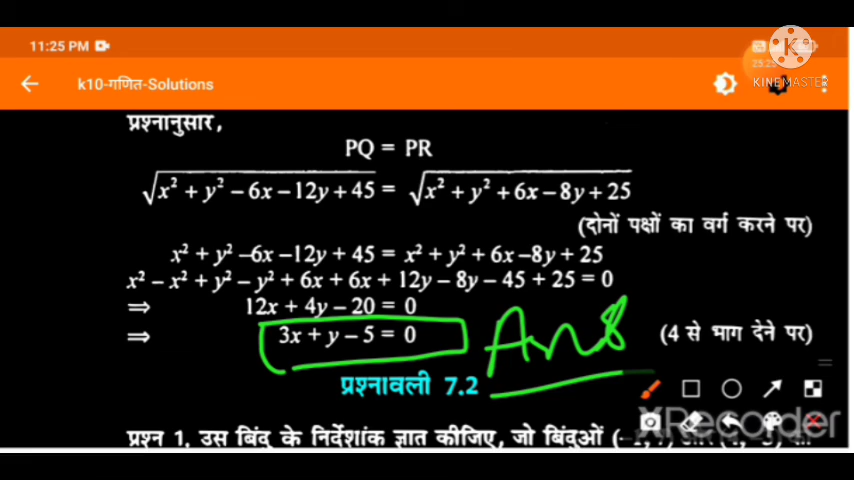 11:25 PM
25:25
KINEMASTER
k10-गणित-Solutions
प्रश्नानुसार,
PQ = PR
√x² + y² – 6x – 12y + 45 = √x² + y² + 6x – 8y + 25
(दोनों पक्षों का वर्ग करने पर)
x² + y² –6x –12y + 45 = x² + y² + 6x –8y + 25
x² – x² + y² – y² + 6x + 6x + 12y – 8y – 45 + 25 = 0
⇒ 12x + 4y – 20 = 0
⇒ 3x + y – 5 = 0 (4 से भाग देने पर)
Ans
प्रश्नावली 7.2
XRecorder
प्रश्न 1. उस बिंदु के निर्देशांक ज्ञात कीजिए, जो बिंदुओं